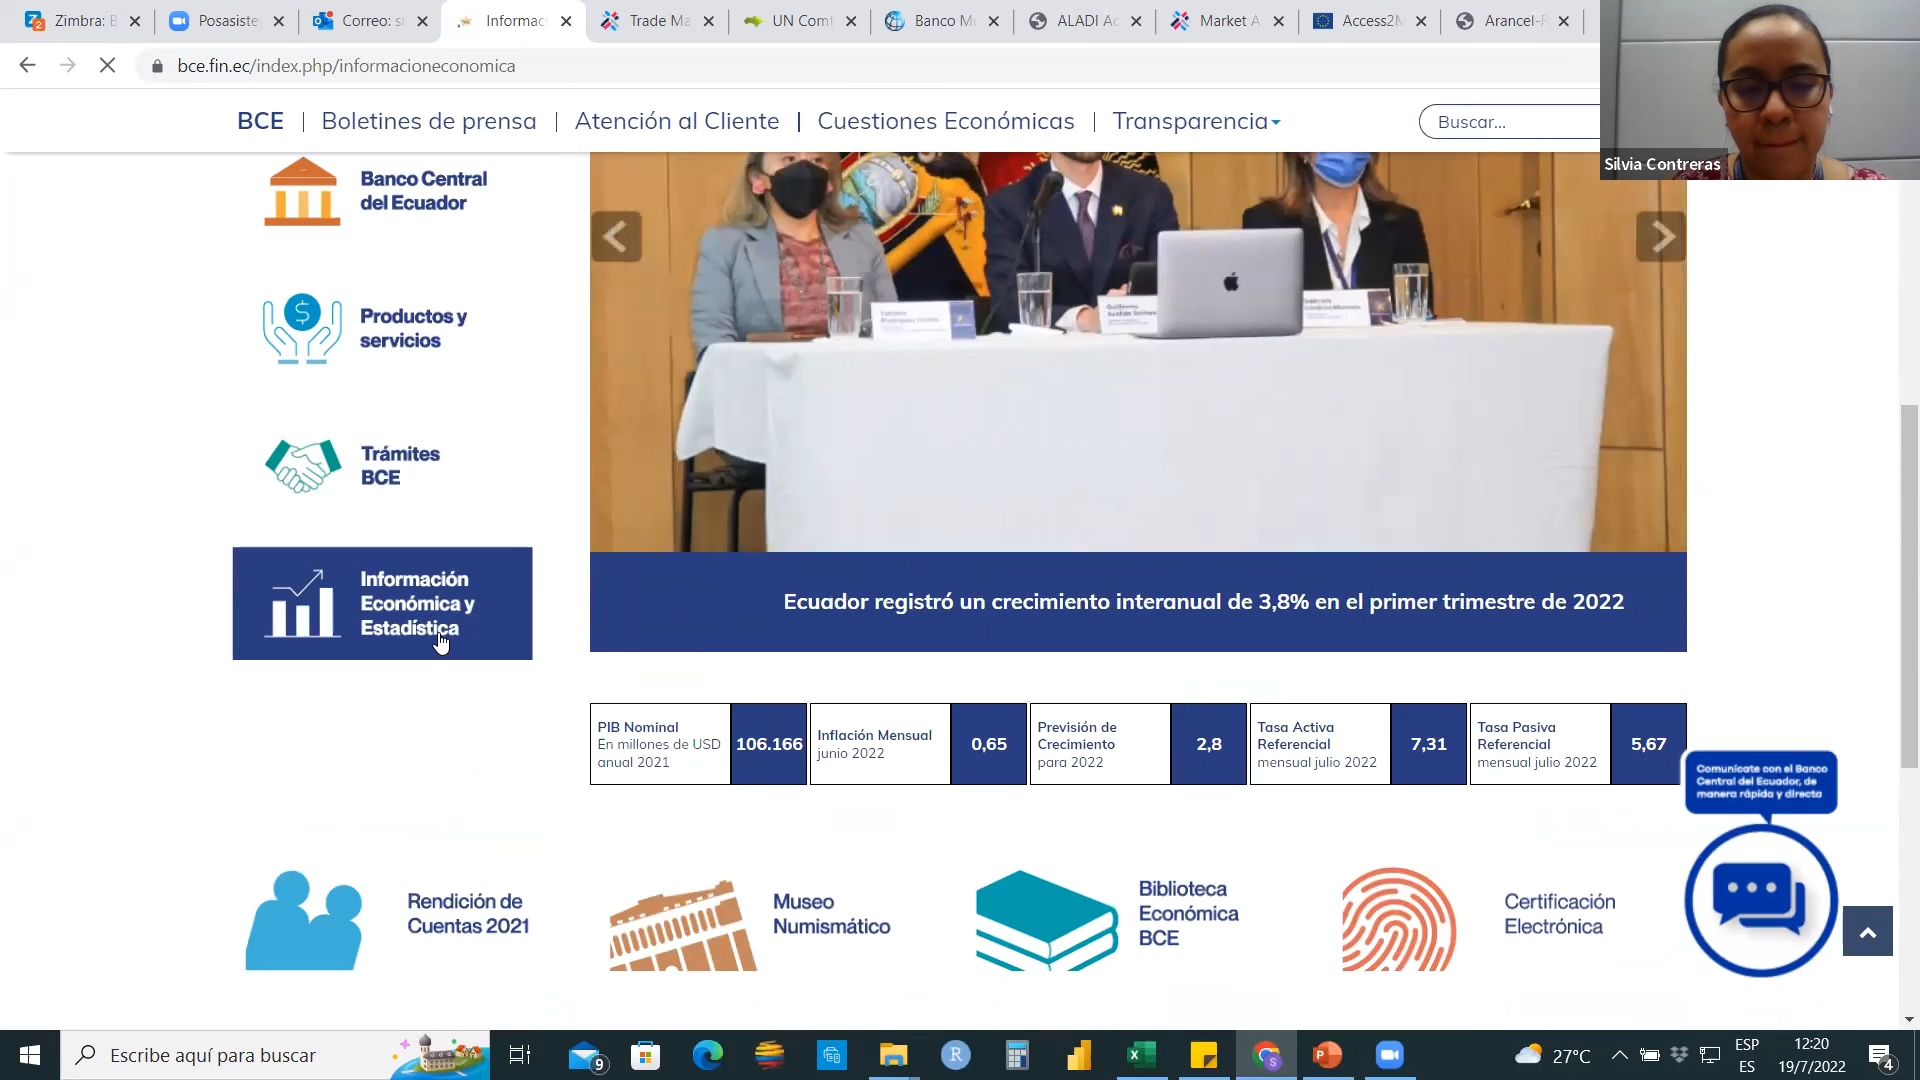 Zimbra: B
Posasiste
Correo: s
Informac
Trade Ma
UN Comt
Banco Mu
ALADI Ac
Market A
Access2M
Arancel-F
bce.fin.ec/index.php/informacioneconomica
BCE | Boletines de prensa | Atención al Cliente | Cuestiones Económicas | Transparencia
Buscar...
Silvia Contreras
Banco Central
del Ecuador
Productos y
servicios
Trámites
BCE
Información
Económica y
Estadística
Ecuador registró un crecimiento interanual de 3,8% en el primer trimestre de 2022
PIB Nominal
En millones de USD
anual 2021
106.166
Inflación Mensual
junio 2022
0,65
Previsión de
Crecimiento
para 2022
2,8
Tasa Activa
Referencial
mensual julio 2022
7,31
Tasa Pasiva
Referencial
mensual julio 2022
5,67
Comunícate con el Banco
Central del Ecuador, de
manera rápida y directa
Rendición de
Cuentas 2021
Museo
Numismático
Biblioteca
Económica
BCE
Certificación
Electrónica
Escribe aquí para buscar
9
27°C
ESP
ES
12:20
19/7/2022
4